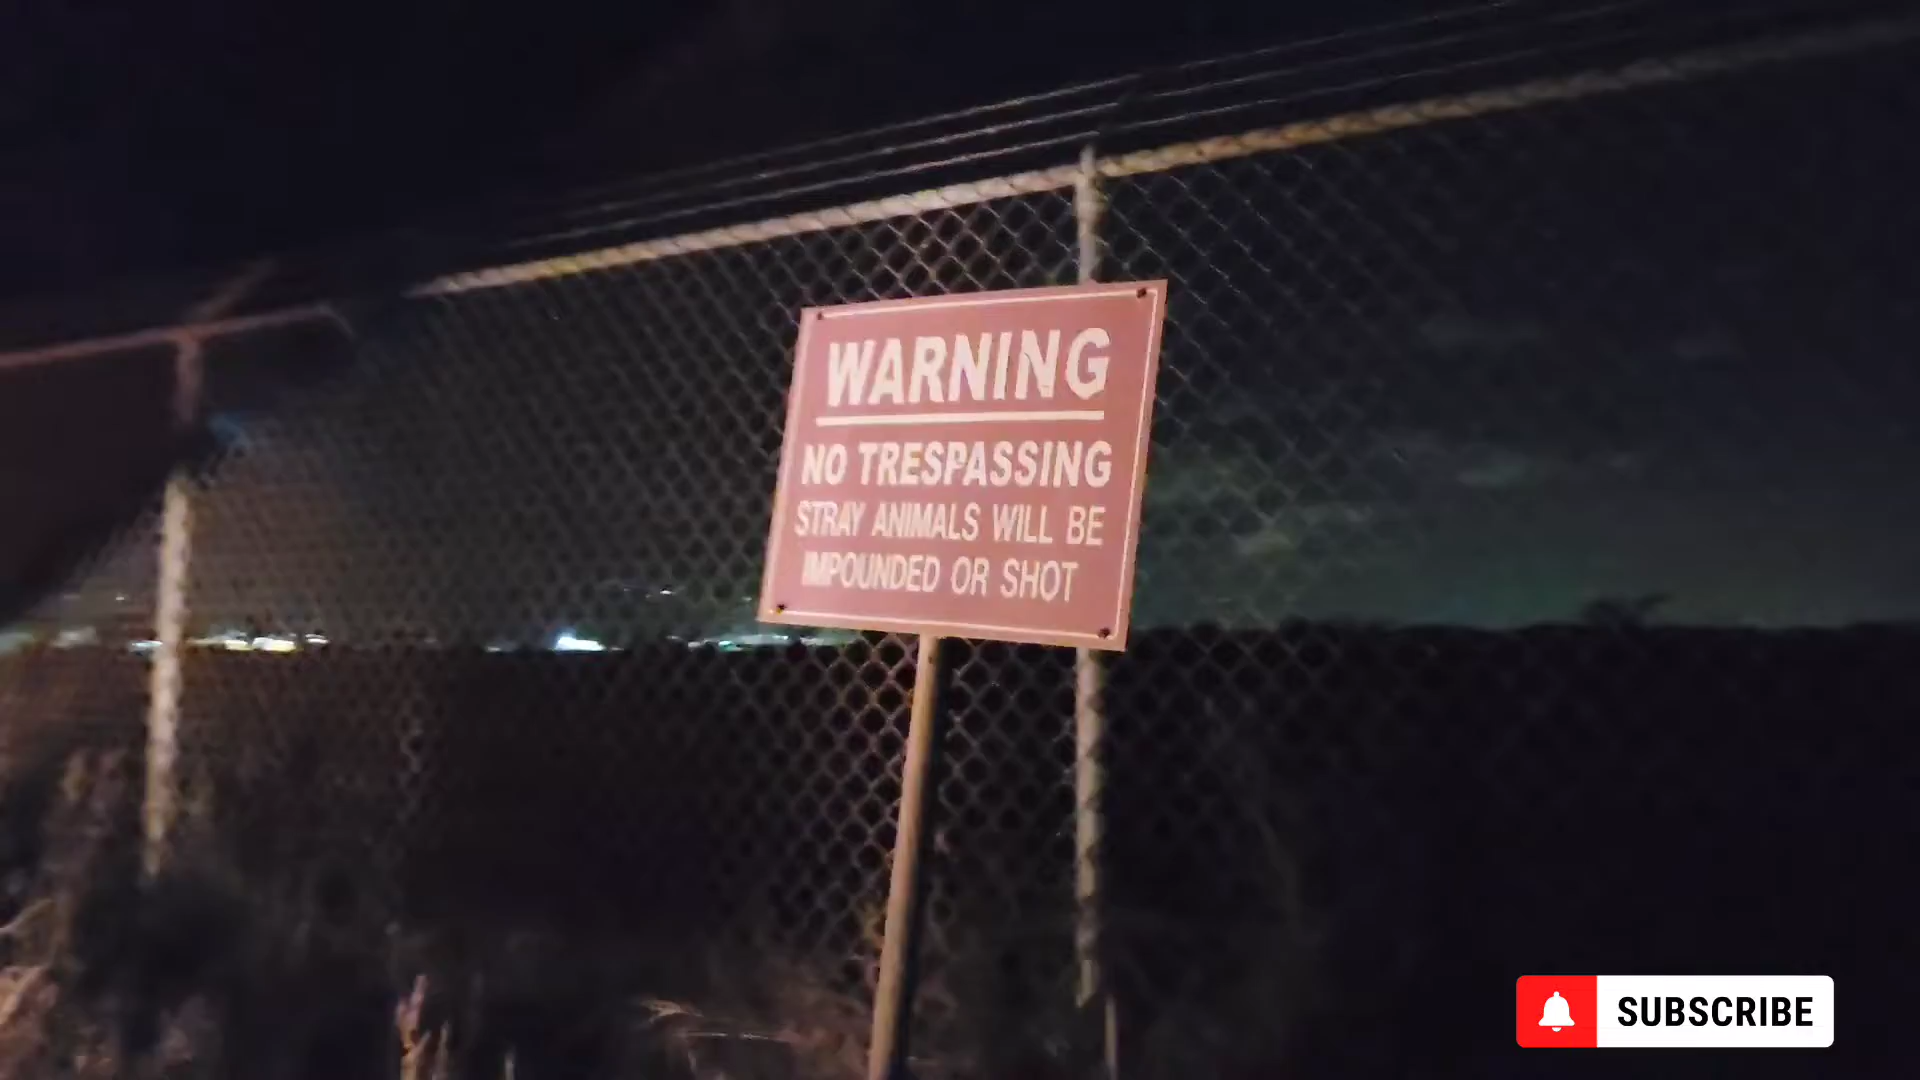 WARNING
NO TRESPASSING
STRAY ANIMALS WILL BE
IMPOUNDED OR SHOT
SUBSCRIBE